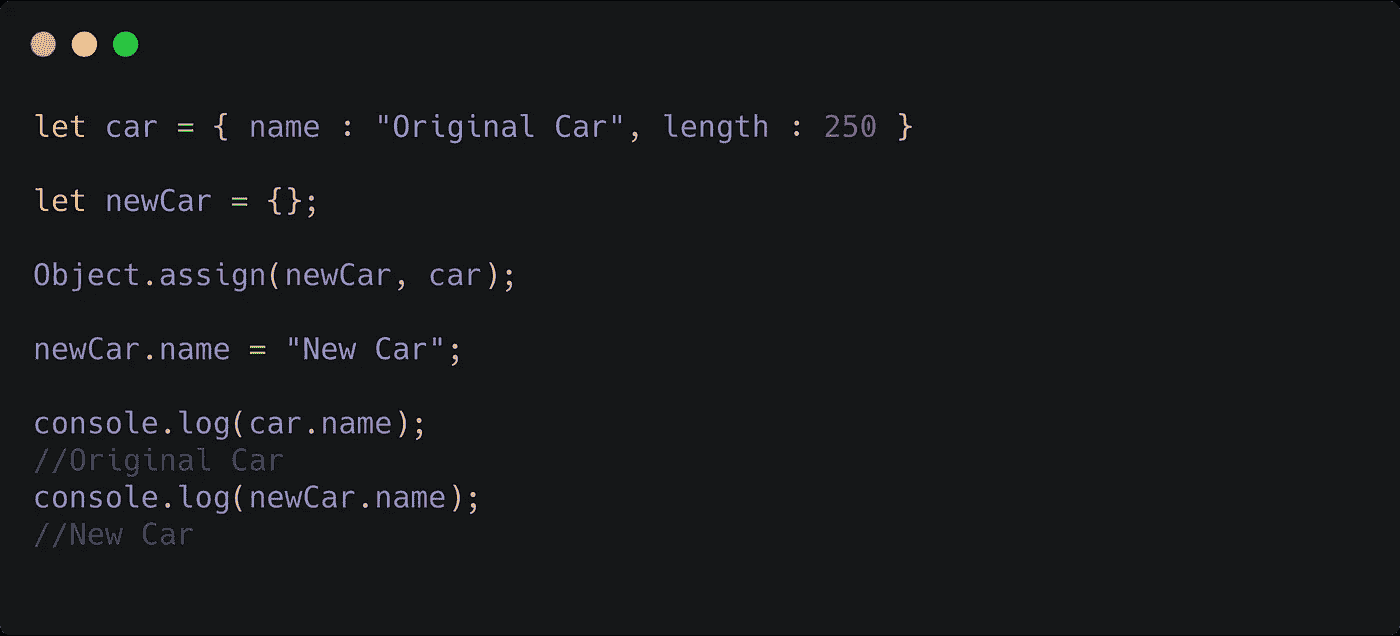 let car = { name : "Original Car", length : 250 }
let newCar = {};
Object.assign(newCar, car);
newCar.name = "New Car";
console.log(car.name);
//Original Car
console.log(newCar.name);
//New Car